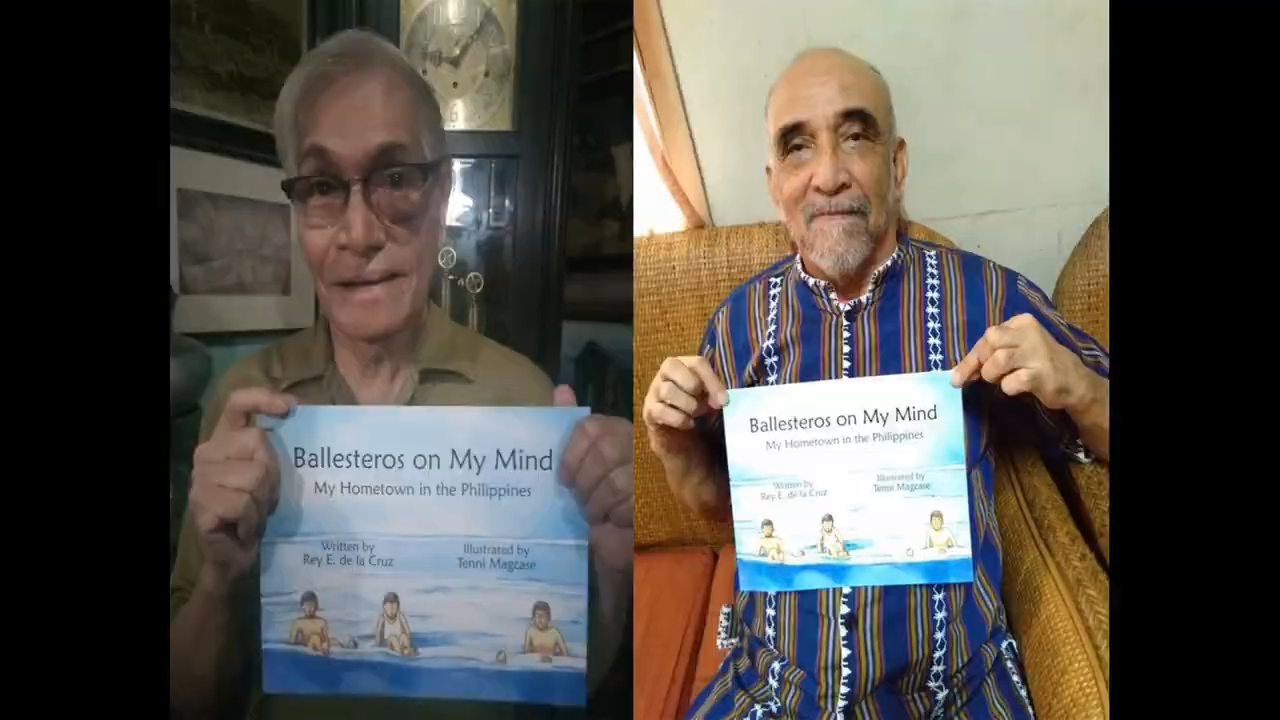 Ballesteros on My Mind
My Hometown in the Philippines
Written by
Rey E. de la Cruz
Illustrated by
Tenni Magcase
Ballesteros on My Mind
My Hometown in the Philippines
Written by
Rey E. de la Cruz
Illustrated by
Tenni Magcase